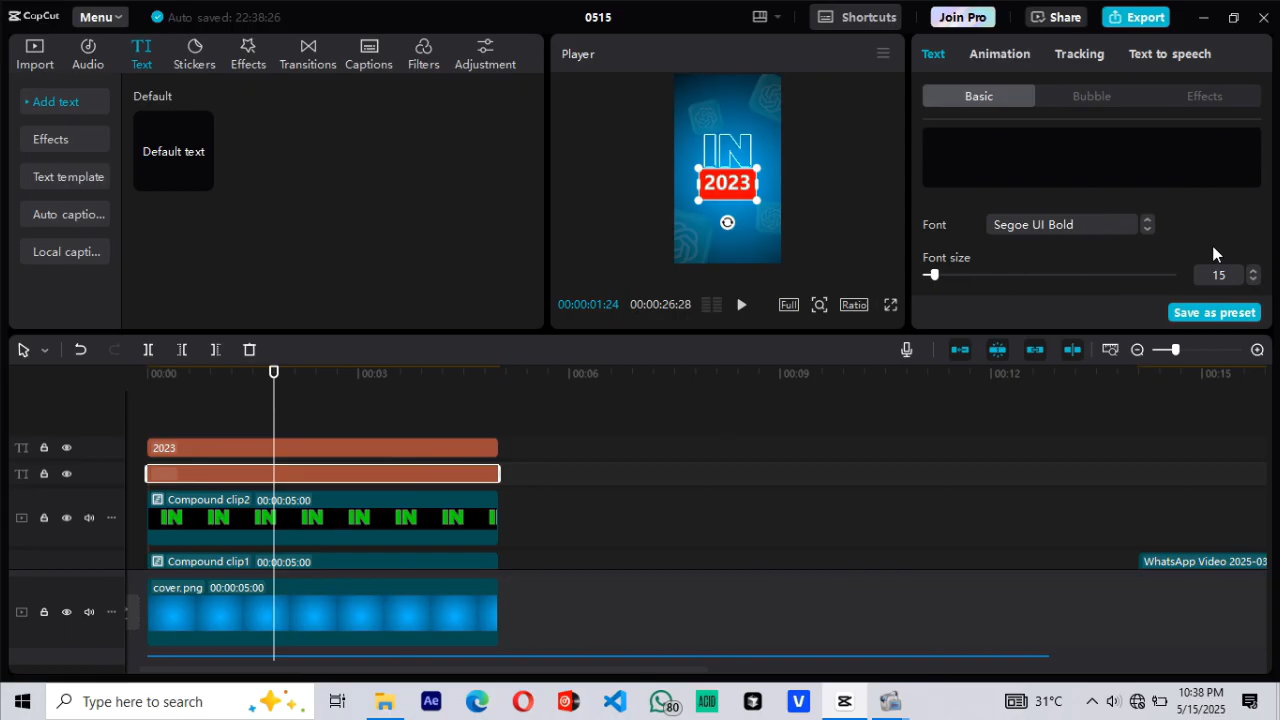 CapCut
Menu
Auto saved: 22:38:26
0515
Shortcuts
Join Pro
Share
Export
Import
Audio
TI
Text
Stickers
Effects
Transitions
Captions
Filters
Adjustment
Add text
Effects
Text template
Auto captio...
Local capti...
Default
Default text
Player
IN
2023
00:00:01:24
00:00:26:28
Full
Ratio
Text
Animation
Tracking
Text to speech
Basic
Bubble
Effects
Font
Segoe UI Bold
Font size
15
Save as preset
00:00
00:03
00:06
00:09
00:12
00:15
TI
2023
TI
Compound clip2 00:00:05:00
IN IN IN IN IN IN IN
Compound clip1 00:00:05:00
WhatsApp Video 2025-03
cover.png 00:00:05:00
Type here to search
Ae
80
ACID
V
31°C
10:38 PM
5/15/2025